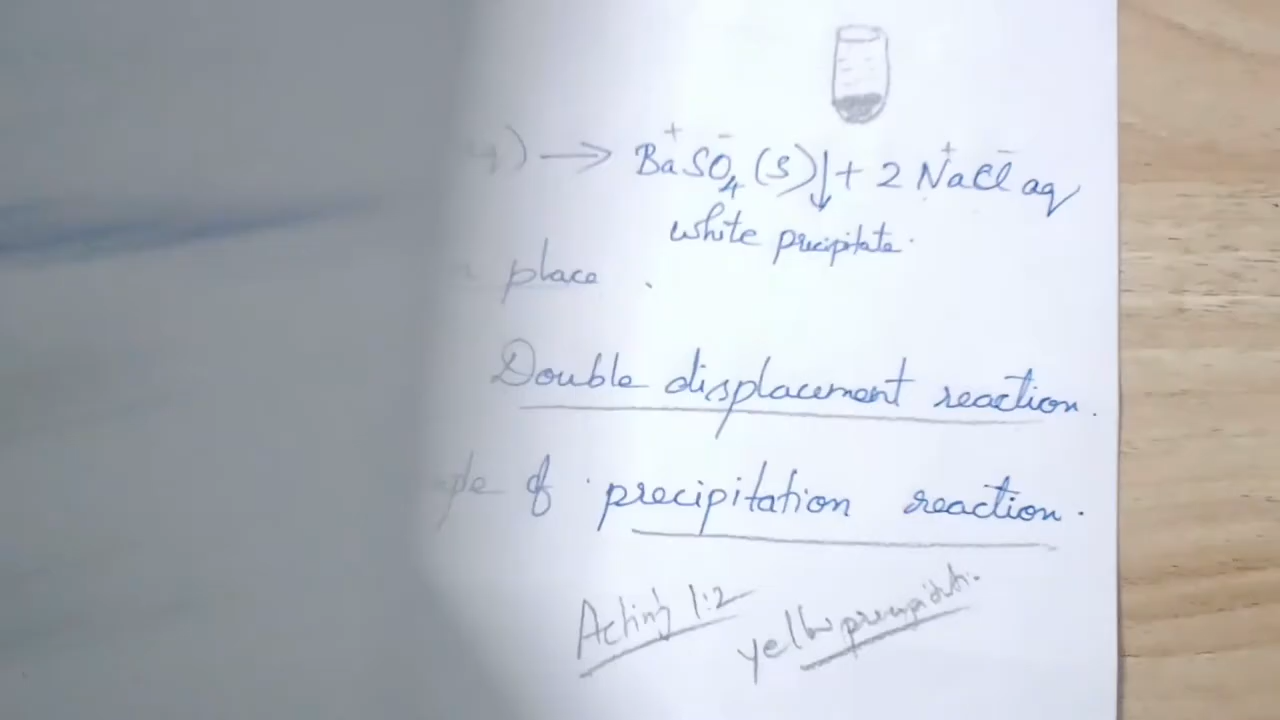 ) → BaSO₄ (s)↓ + 2 NaCl aq
+ - + -
white precipitate.
place .
Double displacement reaction.
of precipitation reaction.
Activity 1.2
yellow precipitate.